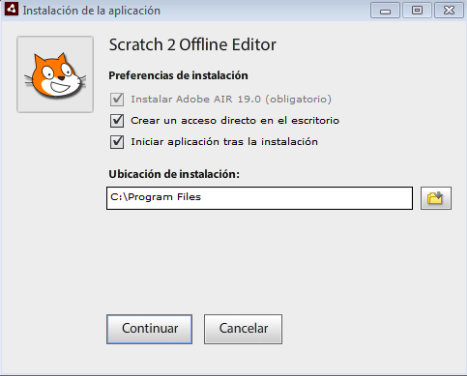 Instalación de la aplicación
Scratch 2 Offline Editor
Preferencias de instalación
Instalar Adobe AIR 19.0 (obligatorio)
Crear un acceso directo en el escritorio
Iniciar aplicación tras la instalación
Ubicación de instalación:
C:\Program Files
Continuar Cancelar